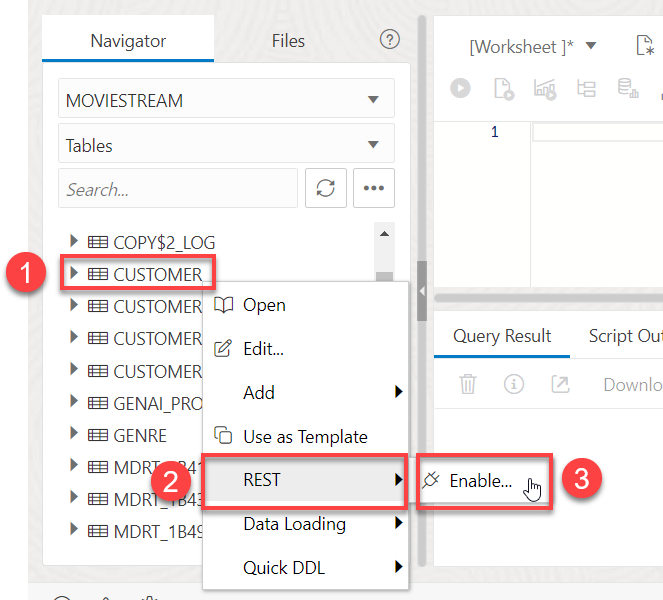 Navigator Files ?
[Worksheet ]*
MOVIESTREAM
Tables
Search...
1
COPY$2_LOG
1 CUSTOMER
CUSTOMER
CUSTOMER
CUSTOMER
GENAI_PRO
GENRE
MDRT_1B41
MDRT_1B43
MDRT_1B49
Open
Edit...
Add
Use as Template
2 REST
Enable... 3
Data Loading
Quick DDL
Query Result Script Out
Downlo